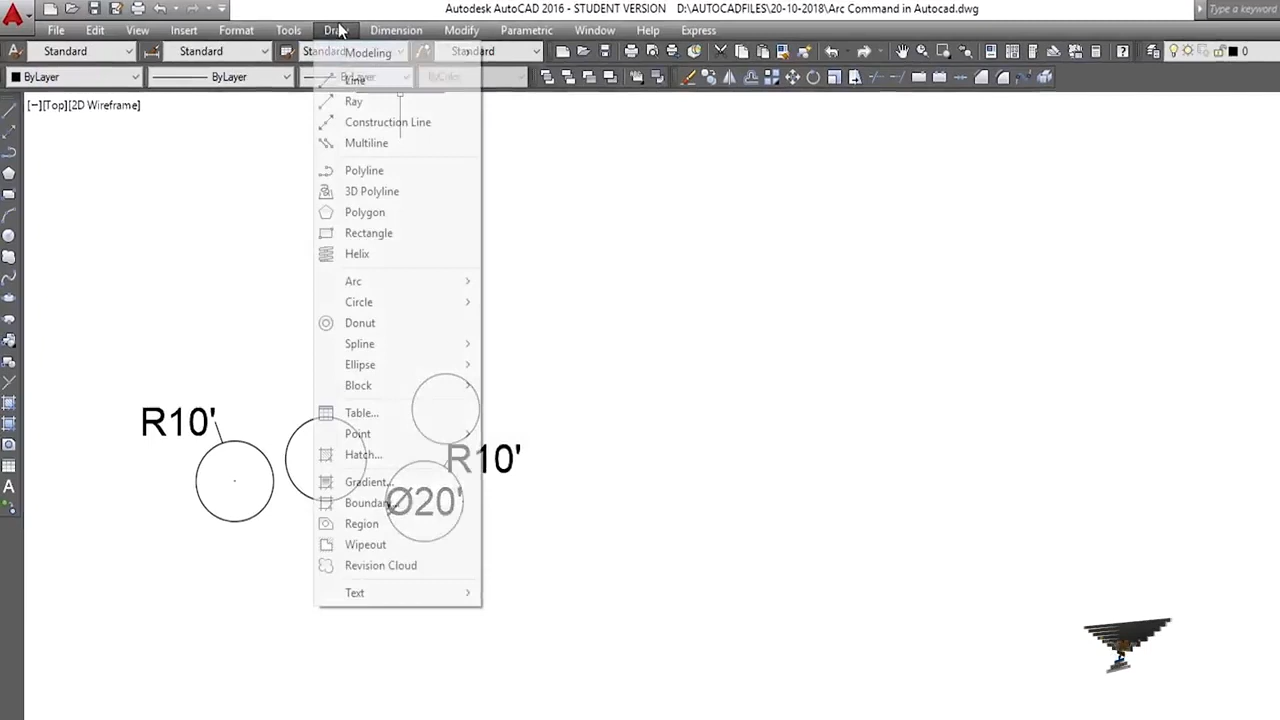 Autodesk AutoCAD 2016 - STUDENT VERSION D:\AUTOCADFILES\20-10-2018\Arc Command in Autocad.dwg
Type a keyword
File Edit View Insert Format Tools Dimension Modify Parametric Window Help Express
Standard Standard Standard Standard 0
ByLayer ByLayer ByLayer ByColor
[−][Top][2D Wireframe]
Modeling
Line
Ray
Construction Line
Multiline
Polyline
3D Polyline
Polygon
Rectangle
Helix
Arc
Circle
Donut
Spline
Ellipse
Block
Table...
Point
Hatch...
Gradient...
Boundary...
Region
Wipeout
Revision Cloud
Text
R10'
R10'
Ø20'
A